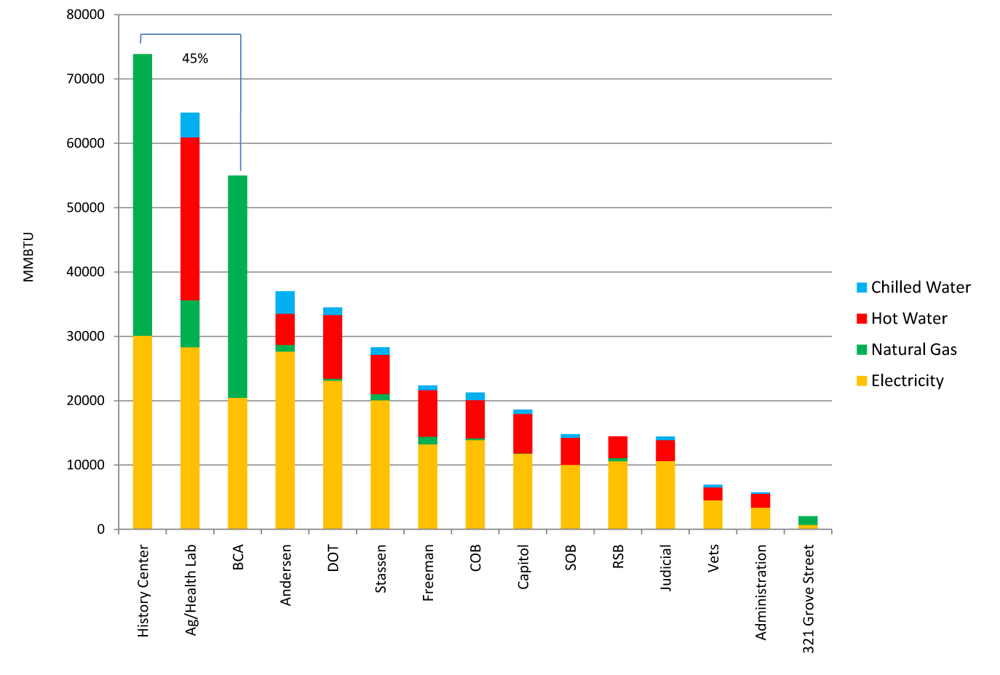 80000
70000
60000
50000
40000
30000
20000
10000
0
MMBTU
45%
History Center
Ag/Health Lab
BCA
Andersen
DOT
Stassen
Freeman
COB
Capitol
SOB
RSB
Judicial
Vets
Administration
321 Grove Street
Chilled Water
Hot Water
Natural Gas
Electricity